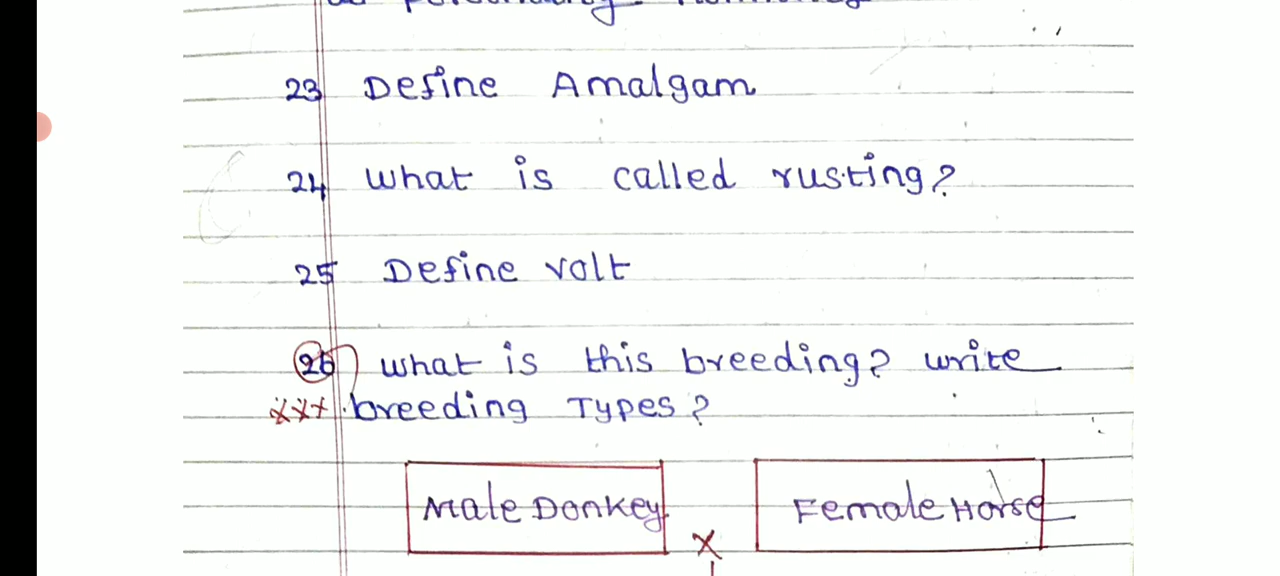 23 Define Amalgam
24 What is called rusting?
25 Define volt
26 What is this breeding? write
xxx breeding Types?
Male Donkey Female Horse
X